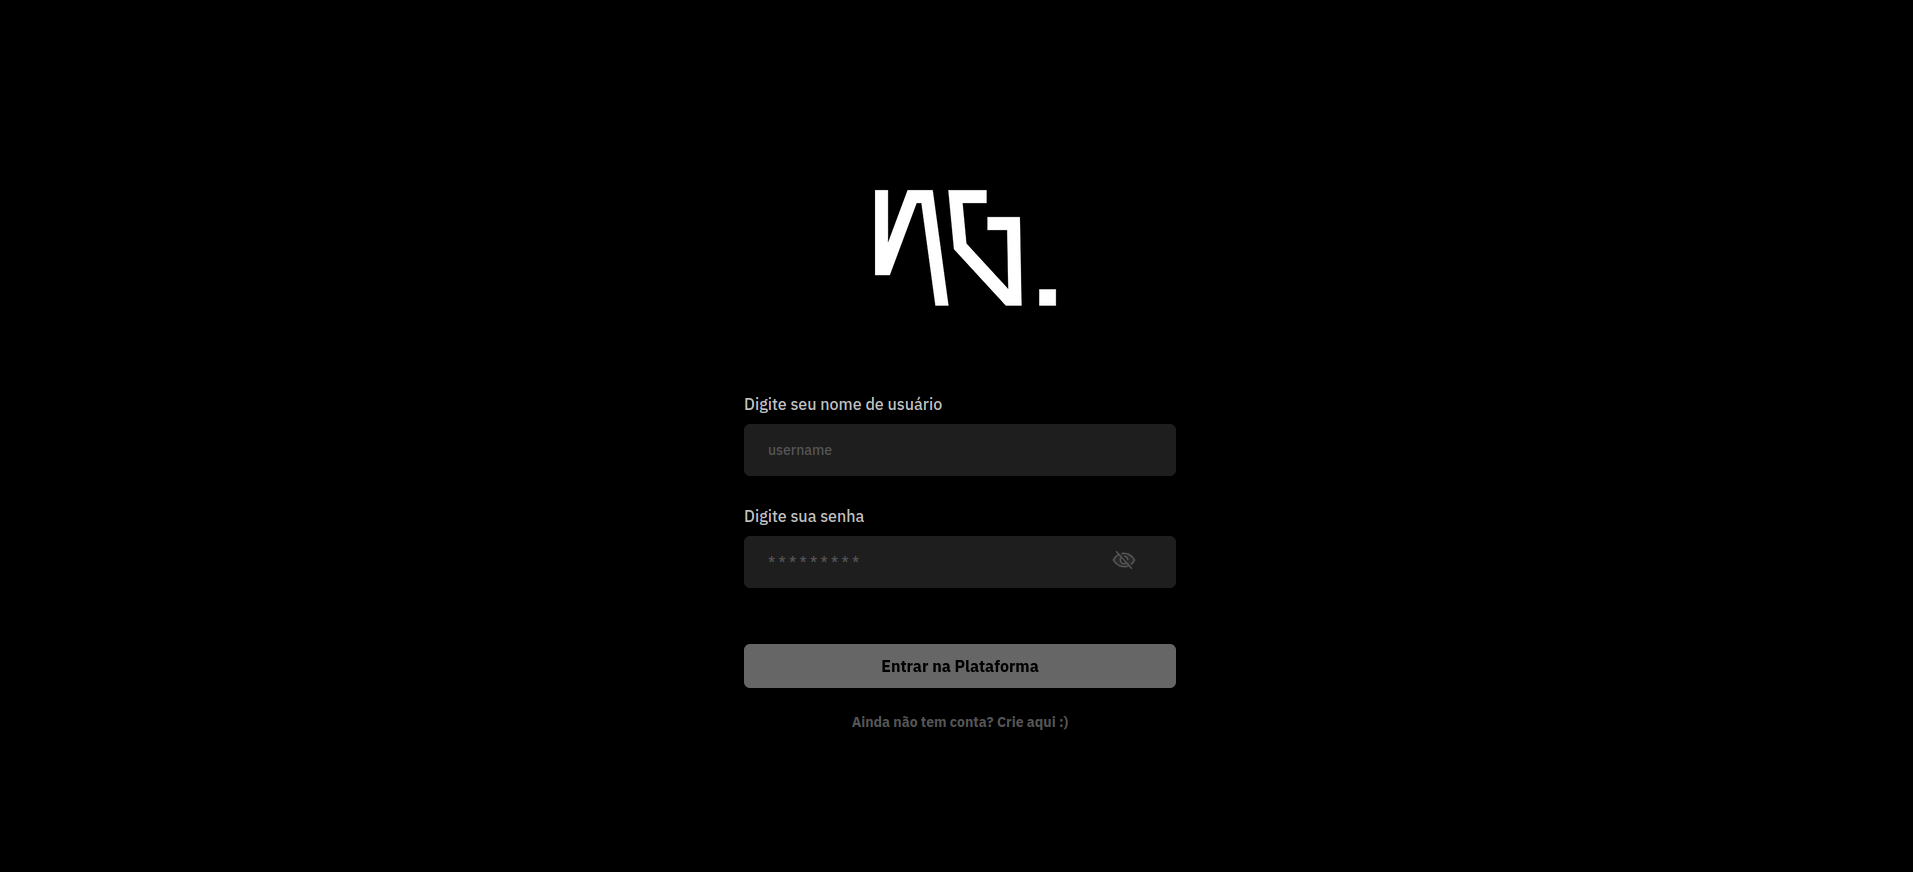 NG.
Digite seu nome de usuário
username
Digite sua senha
*********
Entrar na Plataforma
Ainda não tem conta? Crie aqui :)